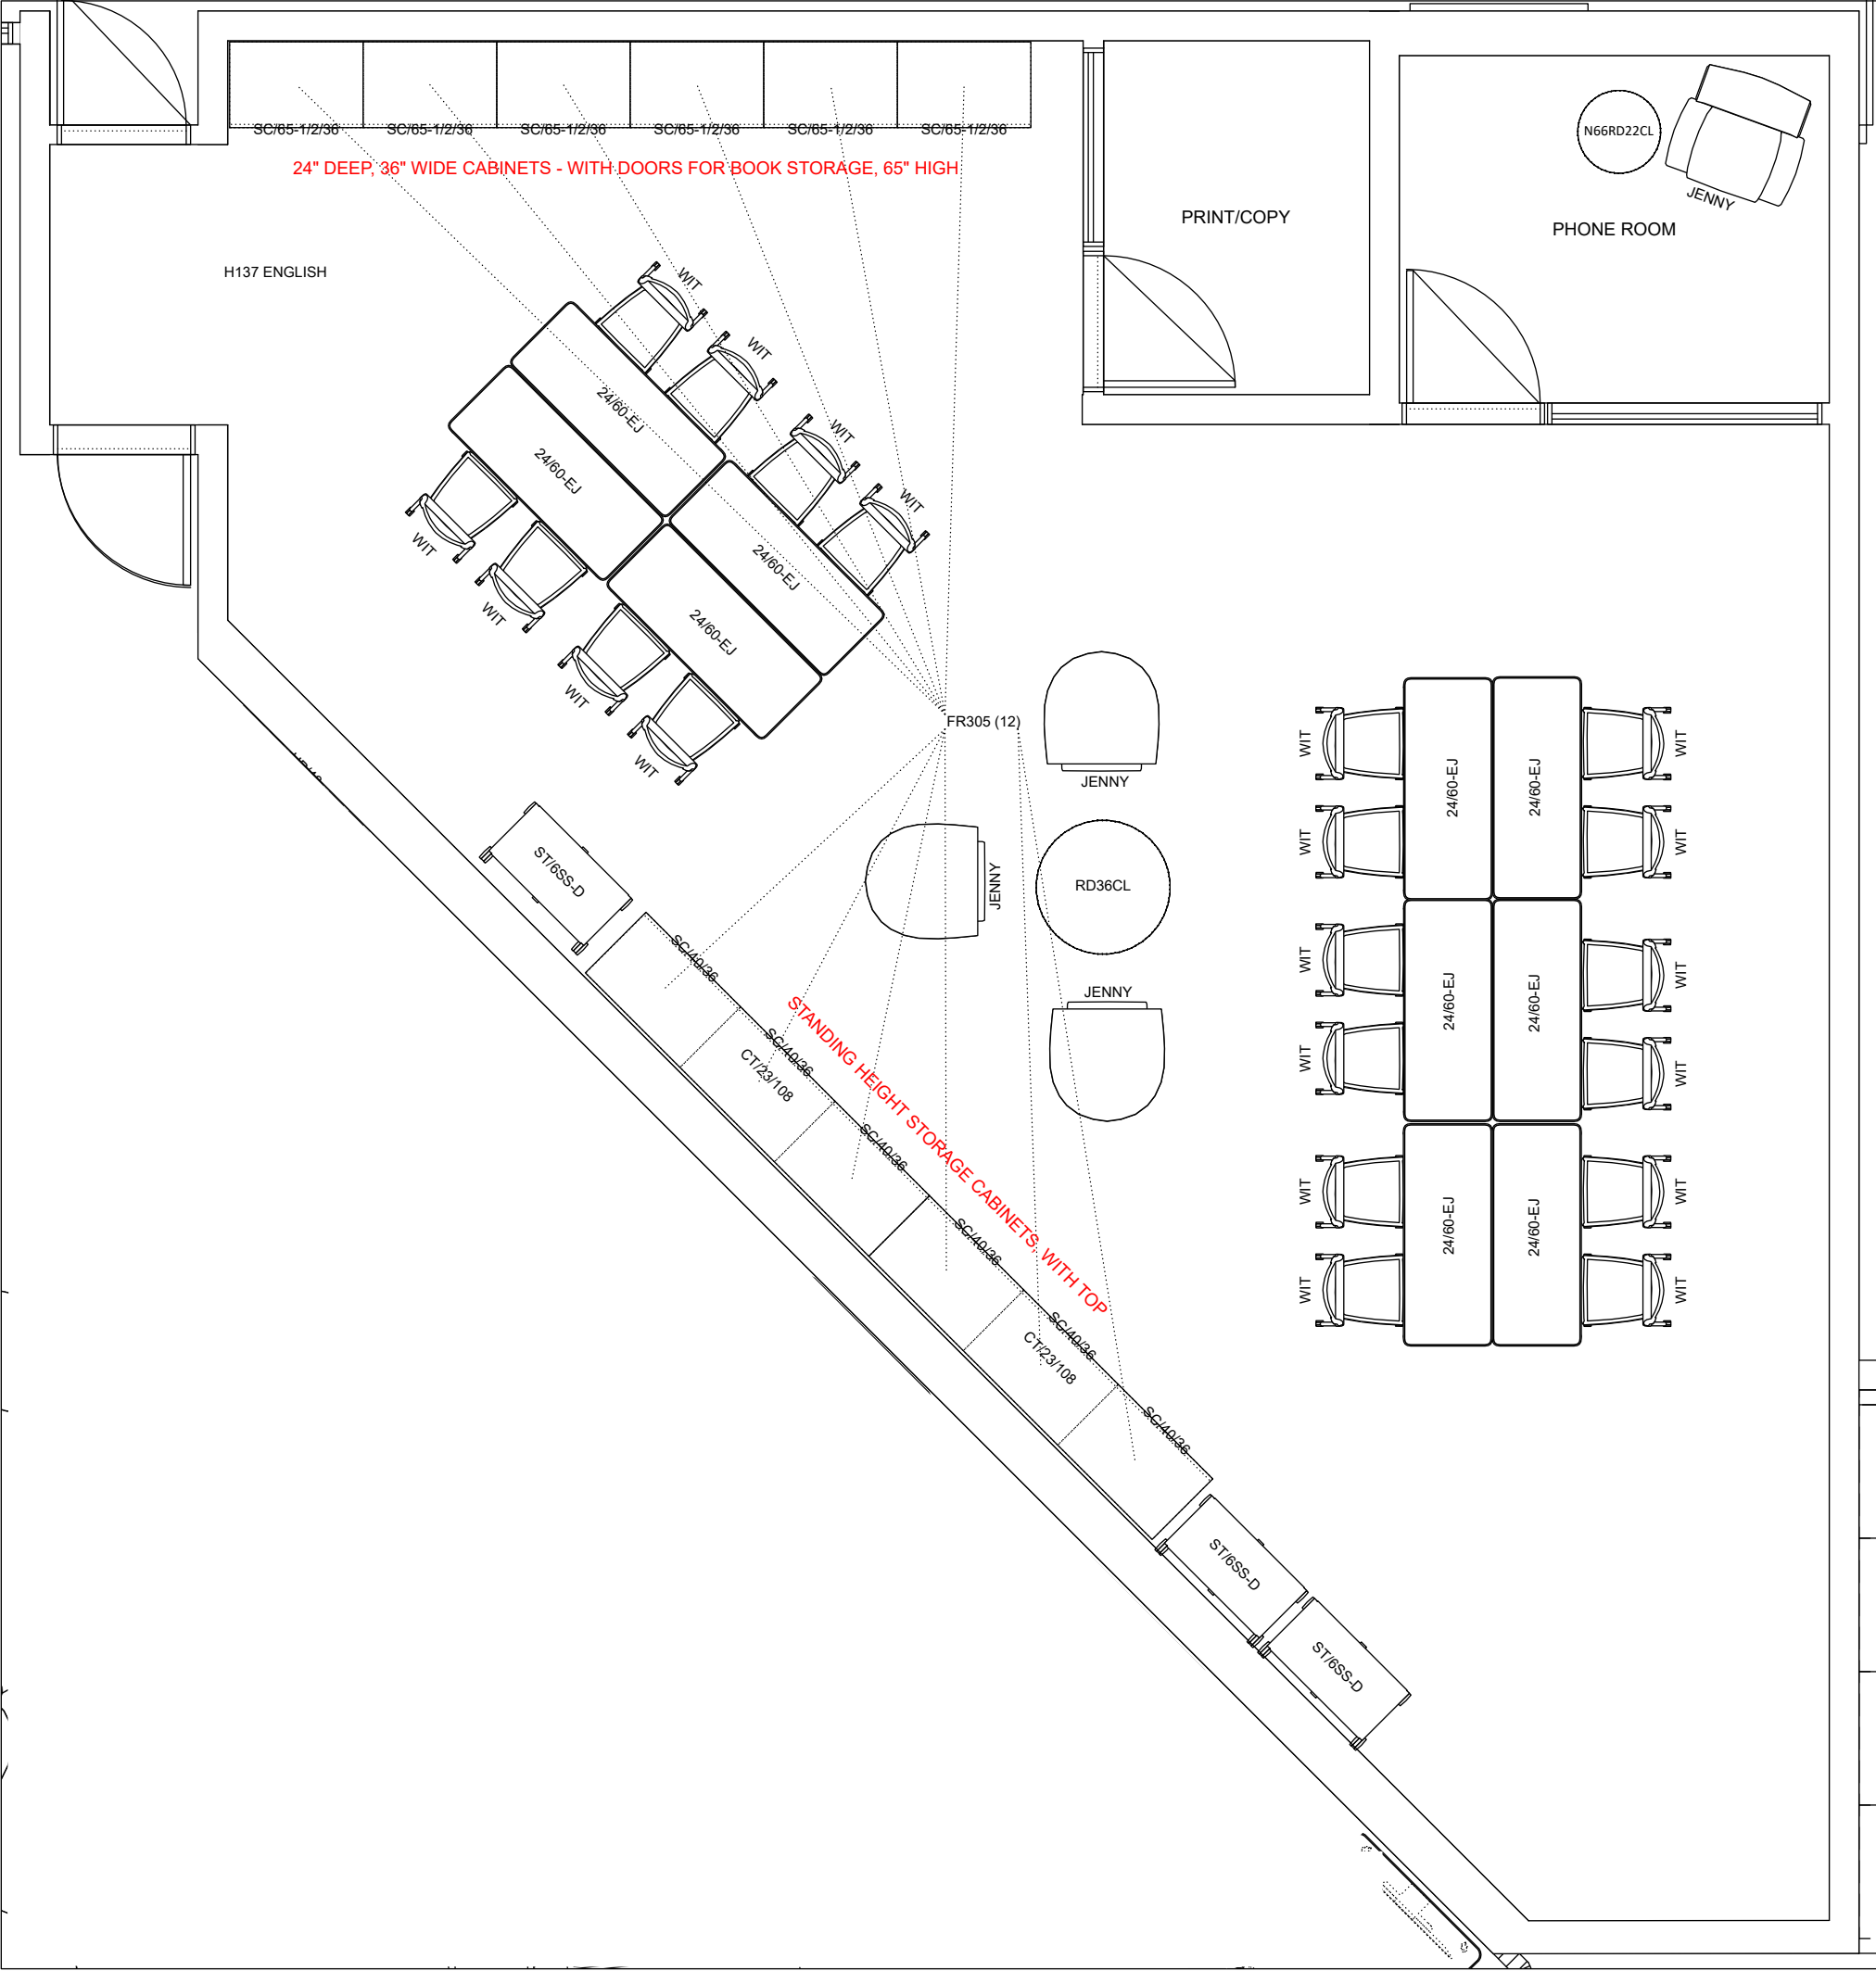 SC/65-1/2/36
SC/65-1/2/36
SC/65-1/2/36
SC/65-1/2/36
SC/65-1/2/36
SC/65-1/2/36
24" DEEP, 36" WIDE CABINETS - WITH DOORS FOR BOOK STORAGE, 65" HIGH
N66RD22CL
JENNY
PRINT/COPY
PHONE ROOM
H137 ENGLISH
WIT
WIT
WIT
WIT
24/60-EJ
24/60-EJ
24/60-EJ
24/60-EJ
WIT
WIT
WIT
WIT
FR305 (12)
JENNY
JENNY
RD36CL
JENNY
WIT
WIT
WIT
WIT
WIT
WIT
24/60-EJ
24/60-EJ
24/60-EJ
24/60-EJ
24/60-EJ
24/60-EJ
WIT
WIT
WIT
WIT
WIT
WIT
ST/6SS-D
SC/40/36
SC/40/36
CT/23/108
SC/40/36
STANDING HEIGHT STORAGE CABINETS, WITH TOP
SC/40/36
SC/40/36
CT/23/108
SC/40/36
ST/6SS-D
ST/6SS-D